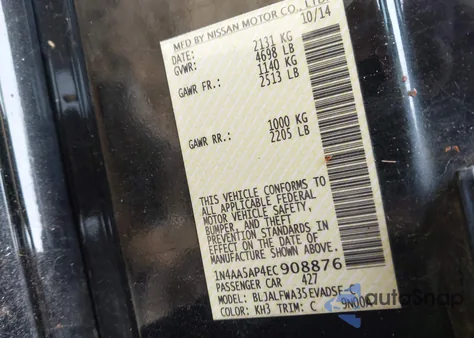 MFD BY NISSAN MOTOR CO., LTD.
DATE: 10/14
GVWR: 2131 KG
4698 LB
GAWR FR.: 1140 KG
2513 LB
GAWR RR.: 1000 KG
2205 LB
THIS VEHICLE CONFORMS TO
ALL APPLICABLE FEDERAL
MOTOR VEHICLE SAFETY,
BUMPER, AND THEFT
PREVENTION STANDARDS IN
EFFECT ON THE DATE OF
MANUFACTURE SHOWN ABOVE.
1N4AA5AP4EC908876
PASSENGER CAR 427
MODEL: BLJALFWA35EVADSF-C
COLOR: KH3 TRIM: C 9N00A
autoSnap